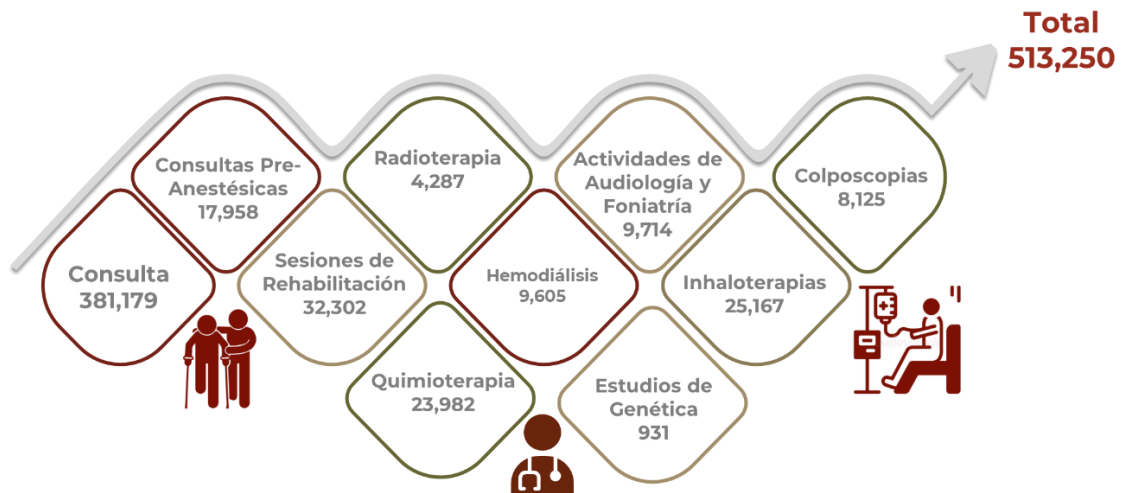 Total
513,250
Consultas Pre-
Anestésicas
17,958
Radioterapia
4,287
Actividades de
Audiología y
Foniatría
9,714
Colposcopias
8,125
Consulta
381,179
Sesiones de
Rehabilitación
32,302
Hemodiálisis
9,605
Inhaloterapias
25,167
Quimioterapia
23,982
Estudios de
Genética
931